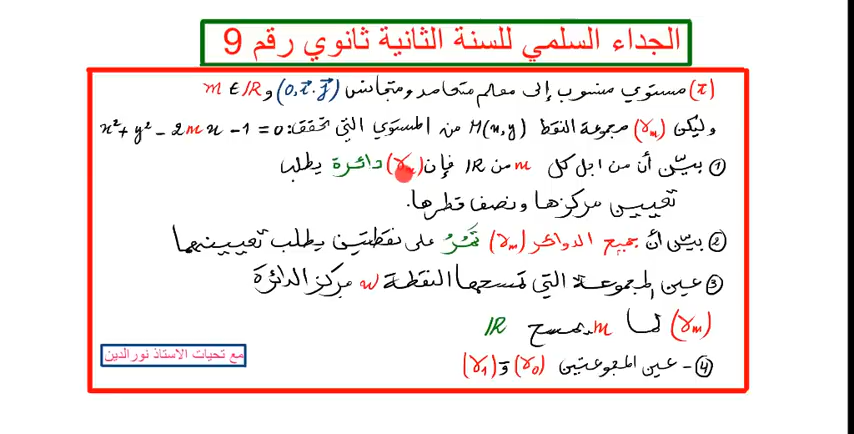 الجداء السلمي للسنة الثانية ثانوي رقم 9
(π) مستوي منسوب إلى معلم متعامد ومتجانس (o, i⃗, j⃗) و m ∈ IR
وليكن (γm) مجموعة النقط M(x,y) من المستوي التي تحقق: x² + y² - 2mx - 1 = 0
① بين أن من اجل كل m من IR فإن (γm) دائرة يطلب
تعيين مركزها ونصف قطرها.
② بين أن جميع الدوائر (γm) تمر على نقطتين يطلب تعيينهما
③ عين المجموعة التي تمسحها النقطة w مركز الدائرة
(γm) لما m يمسح IR
④ - عين المجموعتين (γ0) و (γ1)
مع تحيات الاستاذ نورالدين